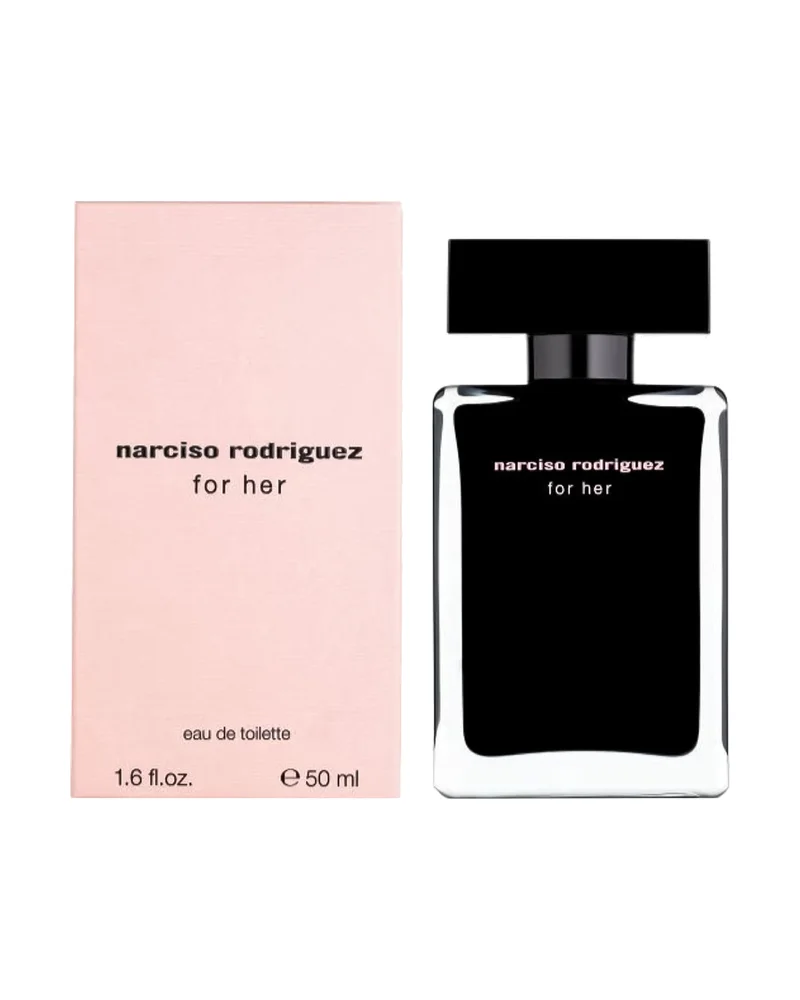 narciso rodriguez
for her
eau de toilette
1.6 fl.oz. ℮ 50 ml
narciso rodriguez
for her